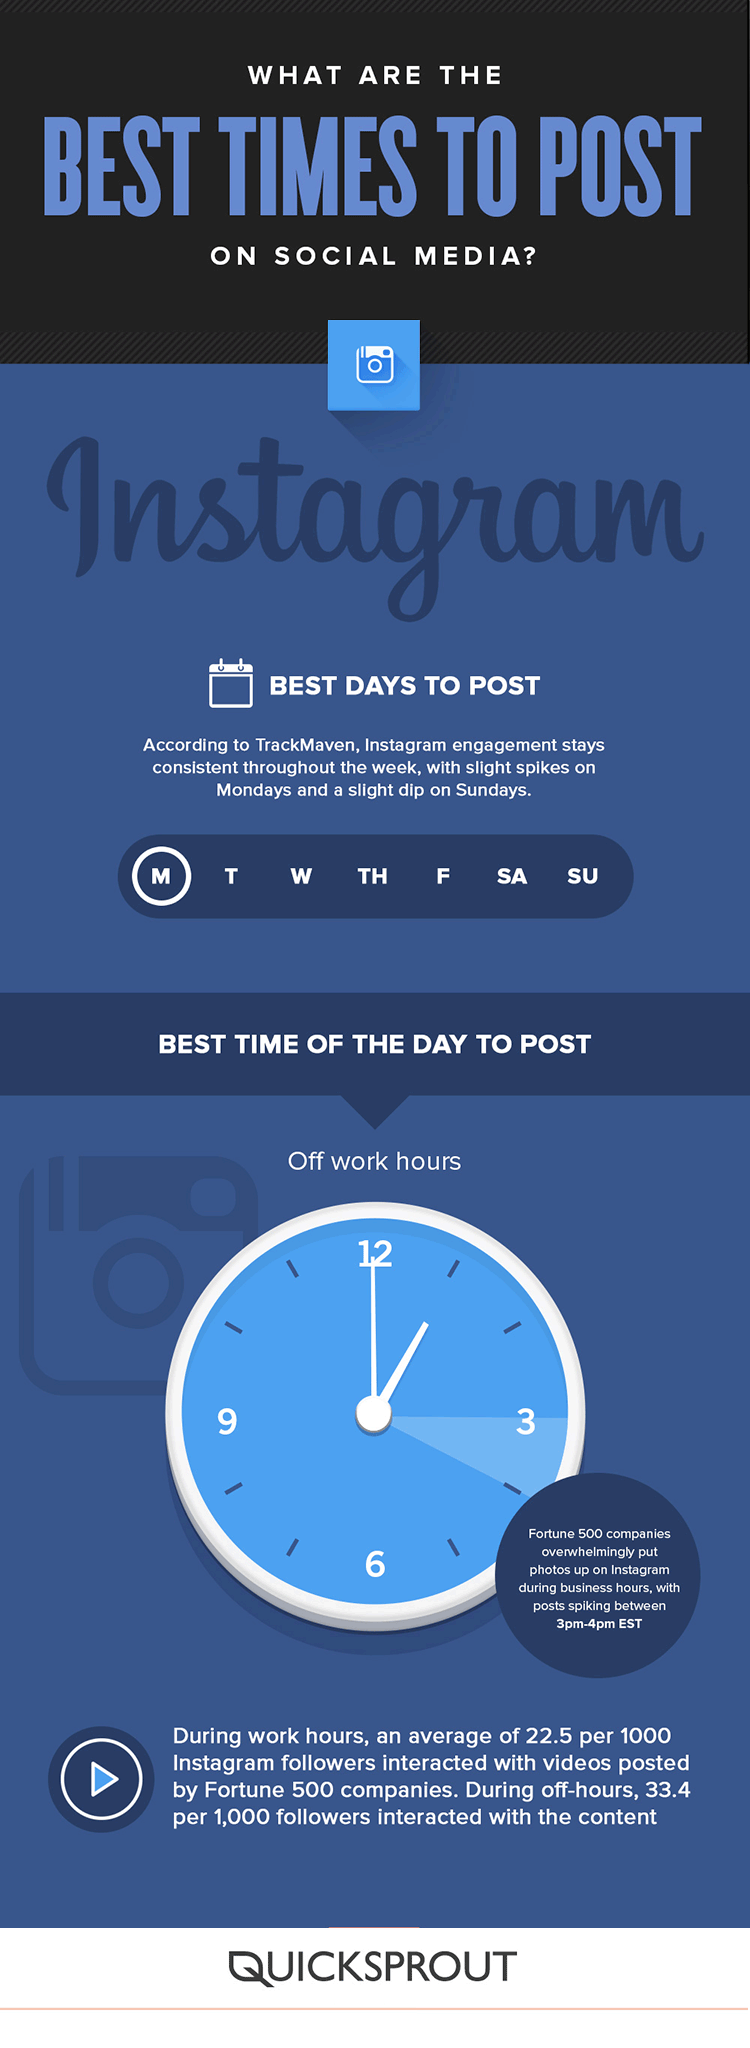 WHAT ARE THE
BEST TIMES TO POST
ON SOCIAL MEDIA?
Instagram
BEST DAYS TO POST
According to TrackMaven, Instagram engagement stays
consistent throughout the week, with slight spikes on
Mondays and a slight dip on Sundays.
M T W TH F SA SU
BEST TIME OF THE DAY TO POST
Off work hours
12
9 3
6
Fortune 500 companies
overwhelmingly put
photos up on Instagram
during business hours, with
posts spiking between
3pm-4pm EST
During work hours, an average of 22.5 per 1000
Instagram followers interacted with videos posted
by Fortune 500 companies. During off-hours, 33.4
per 1,000 followers interacted with the content
QUICKSPROUT